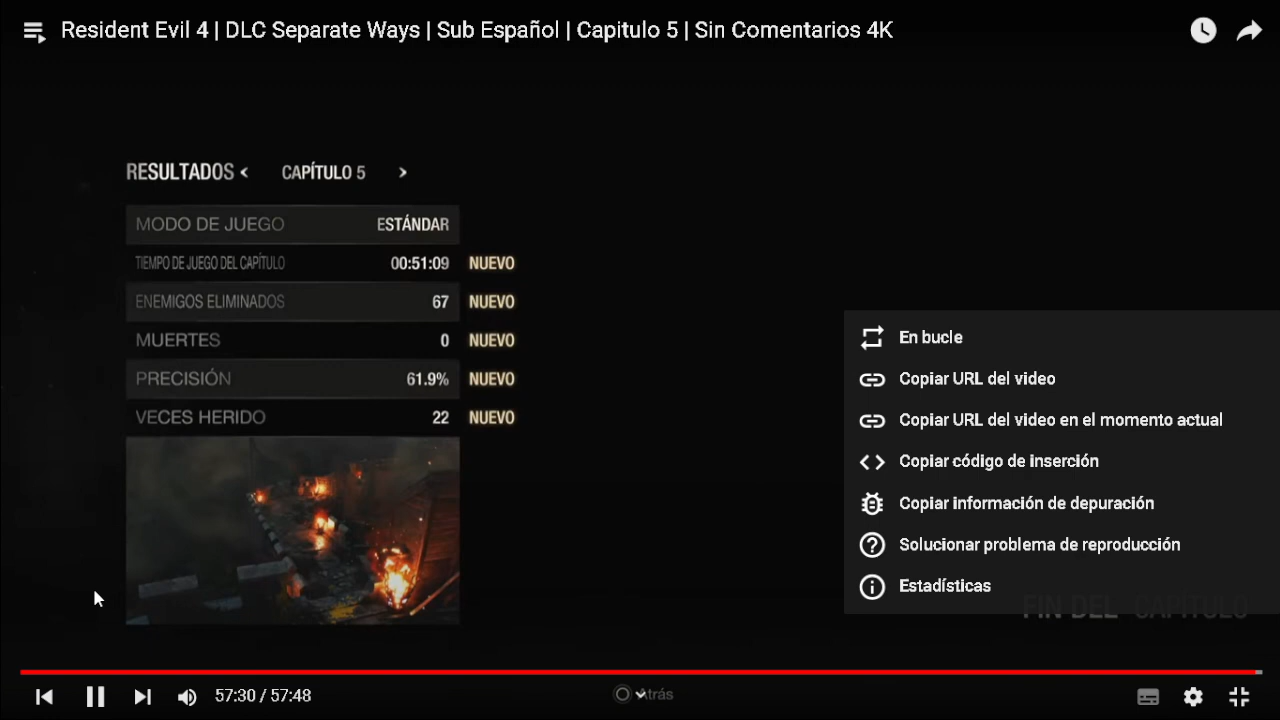 Resident Evil 4 | DLC Separate Ways | Sub Español | Capitulo 5 | Sin Comentarios 4K
RESULTADOS < CAPÍTULO 5 >
MODO DE JUEGO ESTÁNDAR
TIEMPO DE JUEGO DEL CAPÍTULO 00:51:09 NUEVO
ENEMIGOS ELIMINADOS 67 NUEVO
MUERTES 0 NUEVO
PRECISIÓN 61.9% NUEVO
VECES HERIDO 22 NUEVO
En bucle
Copiar URL del video
Copiar URL del video en el momento actual
Copiar código de inserción
Copiar información de depuración
Solucionar problema de reproducción
Estadísticas
FIN DEL CAPÍTULO
57:30 / 57:48
Atrás